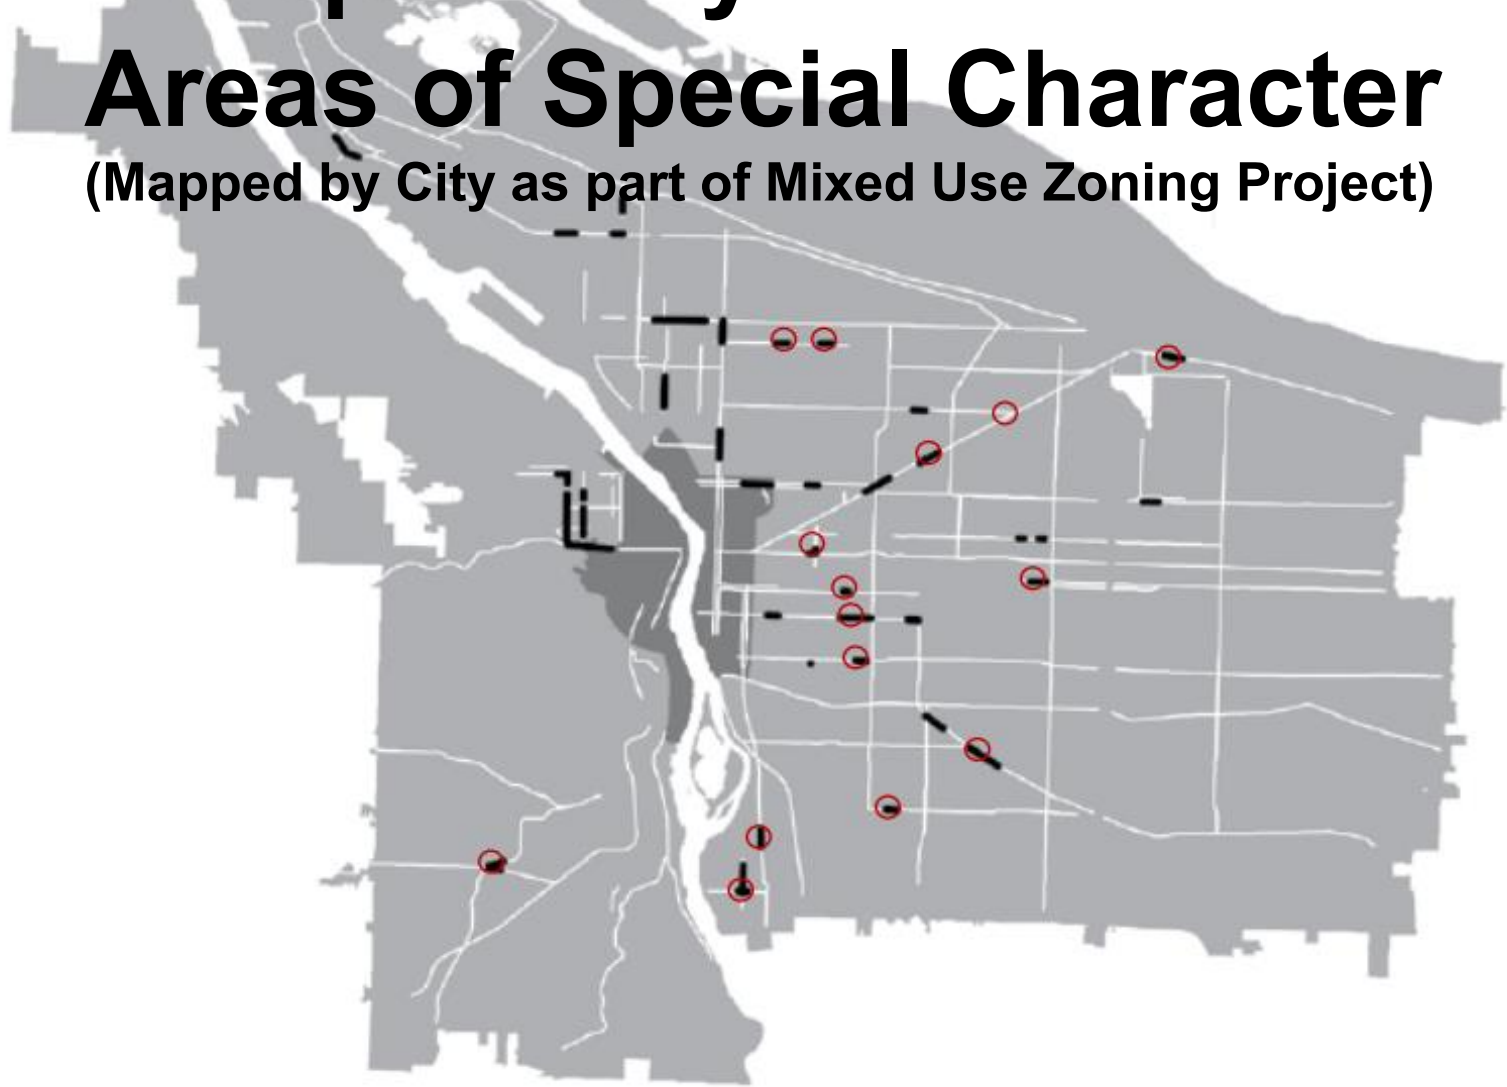 Areas of Special Character
(Mapped by City as part of Mixed Use Zoning Project)